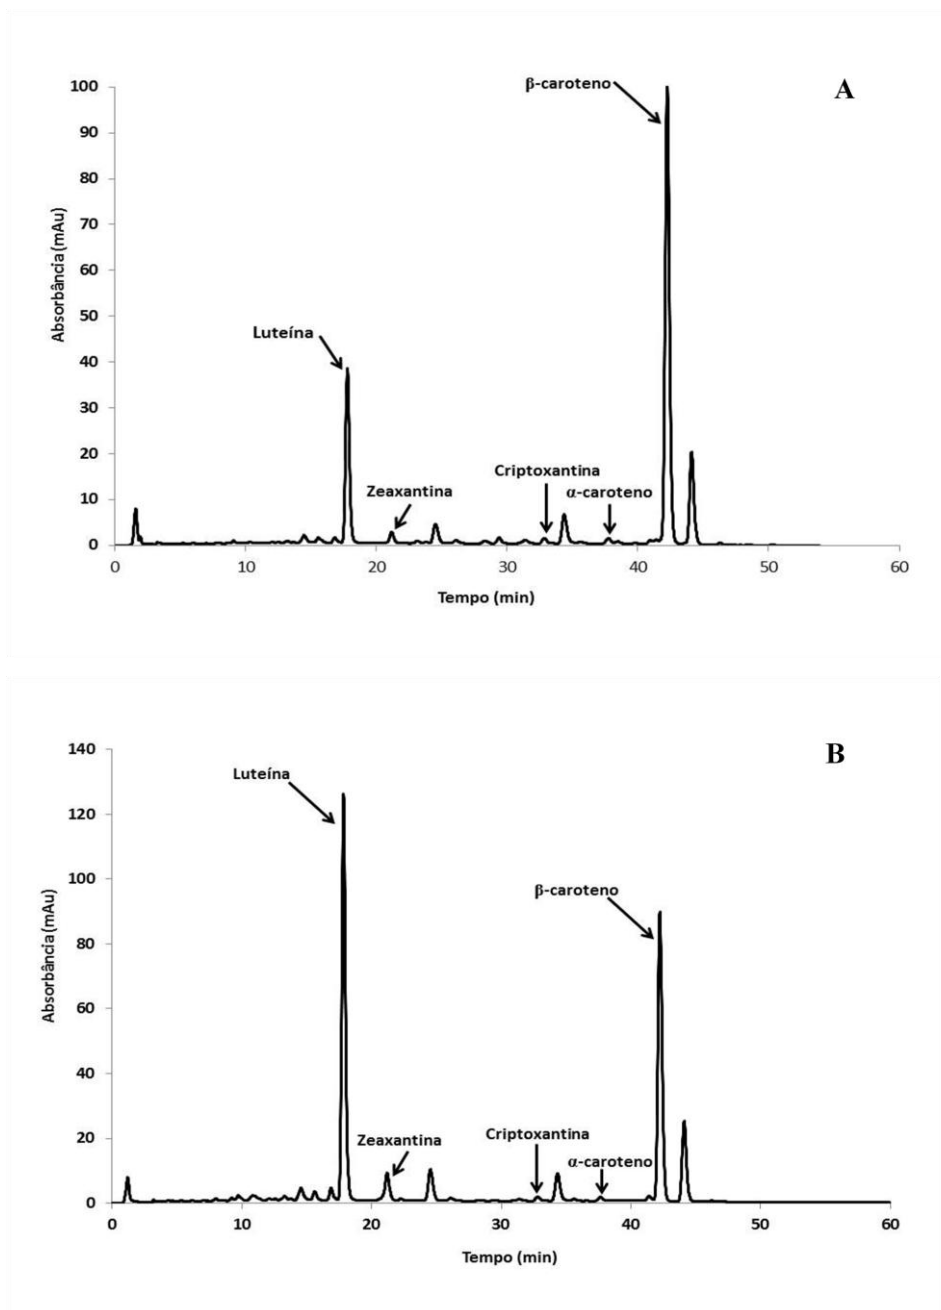 A
β-caroteno
100
90
80
70
60
50
40
30
20
10
0
Absorbância (mAu)
Luteína
Zeaxantina
Criptoxantina
α-caroteno
0 10 20 30 40 50 60
Tempo (min)
B
140
120
100
80
60
40
20
0
Absorbância (mAu)
Luteína
β-caroteno
Zeaxantina
Criptoxantina
α-caroteno
0 10 20 30 40 50 60
Tempo (min)